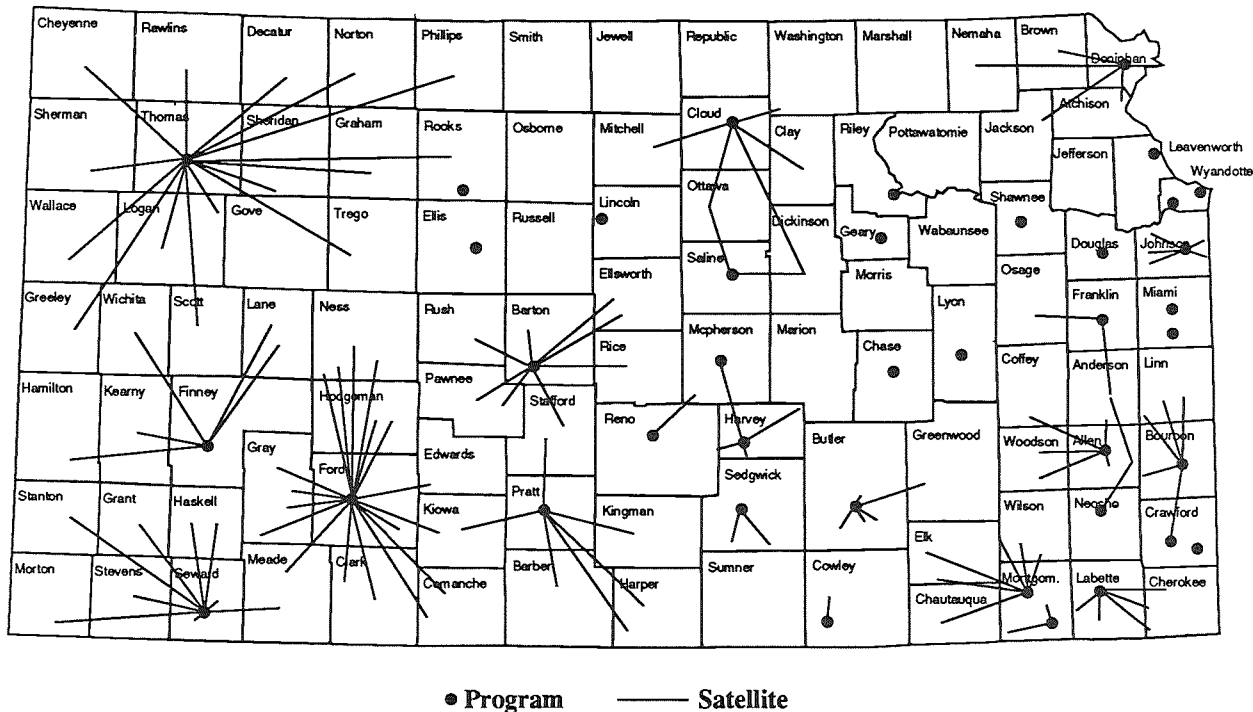 Cheyenne
Rawlins
Decatur
Norton
Phillips
Smith
Jewell
Republic
Washington
Marshall
Nemaha
Brown
Doniphan
Sherman
Thomas
Sheridan
Graham
Rooks
Osborne
Mitchell
Cloud
Clay
Riley
Pottawatomie
Jackson
Atchison
Jefferson
Leavenworth
Wyandotte
Wallace
Logan
Gove
Trego
Ellis
Russell
Lincoln
Ottawa
Dickinson
Geary
Wabaunsee
Shawnee
Douglas
Johnson
Saline
Ellsworth
Morris
Osage
Greeley
Wichita
Scott
Lane
Ness
Rush
Barton
Rice
Mcpherson
Marion
Chase
Lyon
Franklin
Miami
Coffey
Anderson
Linn
Hamilton
Kearny
Finney
Hodgeman
Pawnee
Stafford
Reno
Harvey
Butler
Greenwood
Woodson
Allen
Bourbon
Gray
Ford
Edwards
Sedgwick
Stanton
Grant
Haskell
Kiowa
Pratt
Kingman
Wilson
Neosho
Crawford
Elk
Morton
Stevens
Seward
Meade
Clark
Comanche
Barber
Harper
Sumner
Cowley
Chautauqua
Montgom.
Labette
Cherokee
Program
Satellite